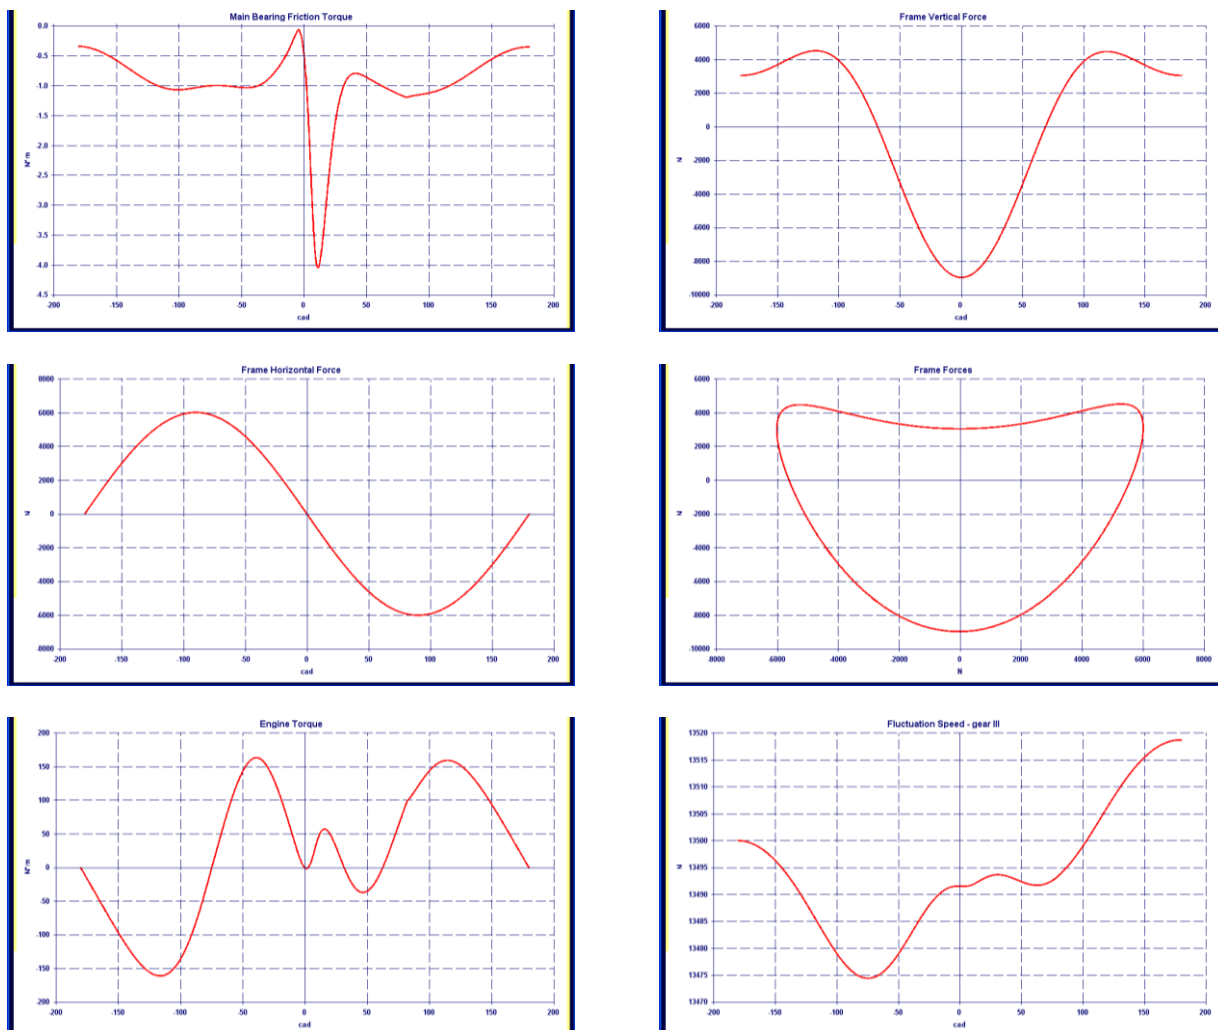 Main Bearing Friction Torque
0.0
-0.5
-1.0
-1.5
-2.0
-2.5
-3.0
-3.5
-4.0
-4.5
N*m
-200 -150 -100 -50 0 50 100 150 200
cad
Frame Vertical Force
6000
4000
2000
0
-2000
-4000
-6000
-8000
-10000
N
-200 -150 -100 -50 0 50 100 150 200
cad
Frame Horizontal Force
8000
6000
4000
2000
0
-2000
-4000
-6000
-8000
N
-200 -150 -100 -50 0 50 100 150 200
cad
Frame Forces
6000
4000
2000
0
-2000
-4000
-6000
-8000
-10000
N
-8000 -6000 -4000 -2000 0 2000 4000 6000 8000
N
Engine Torque
200
150
100
50
0
-50
-100
-150
-200
N*m
-200 -150 -100 -50 0 50 100 150 200
cad
Fluctuation Speed - gear III
13520
13515
13510
13505
13500
13495
13490
13485
13480
13475
13470
N
-200 -150 -100 -50 0 50 100 150 200
cad